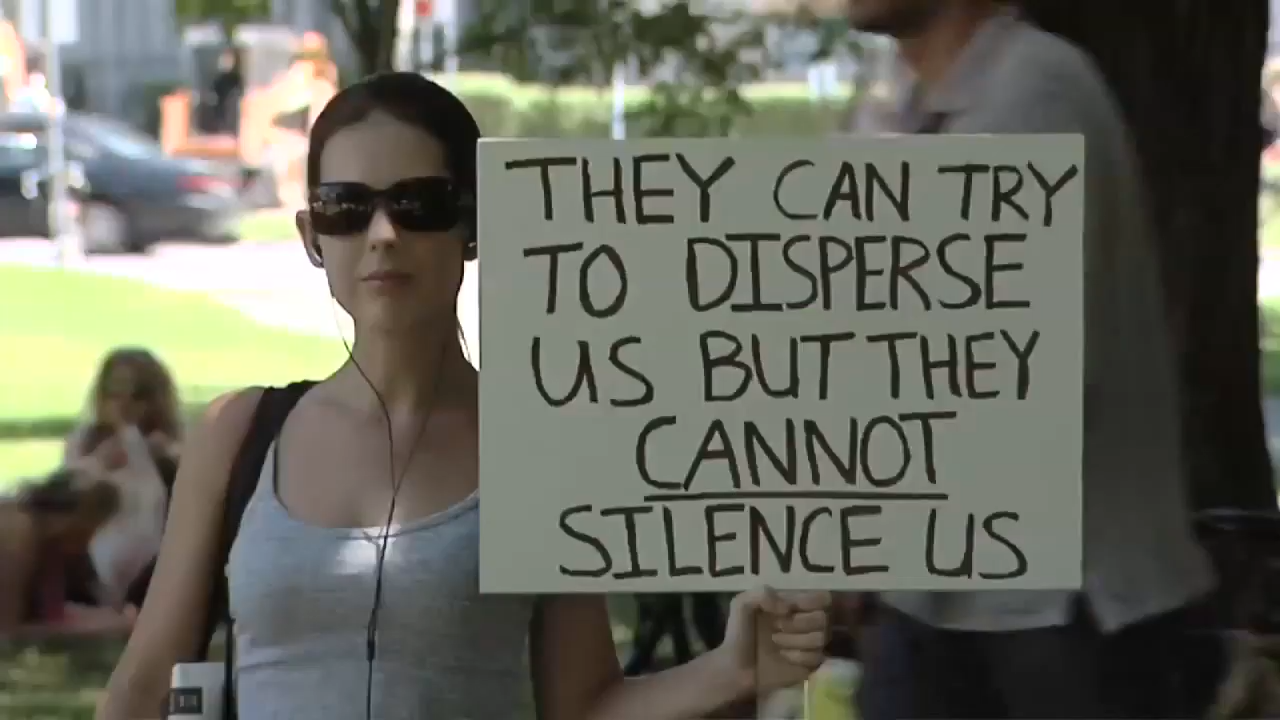 THEY CAN TRY
TO DISPERSE
US BUT THEY
CANNOT
SILENCE US